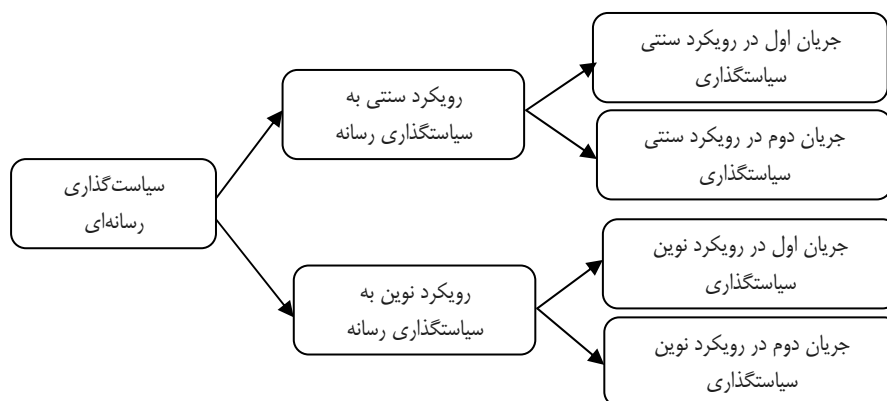 سیاست‌گذاری
رسانه‌ای
رویکرد سنتی به
سیاستگذاری رسانه
جریان اول در رویکرد سنتی
سیاستگذاری
جریان دوم در رویکرد سنتی
سیاستگذاری
رویکرد نوین به
سیاستگذاری رسانه
جریان اول در رویکرد نوین
سیاستگذاری
جریان دوم در رویکرد نوین
سیاستگذاری